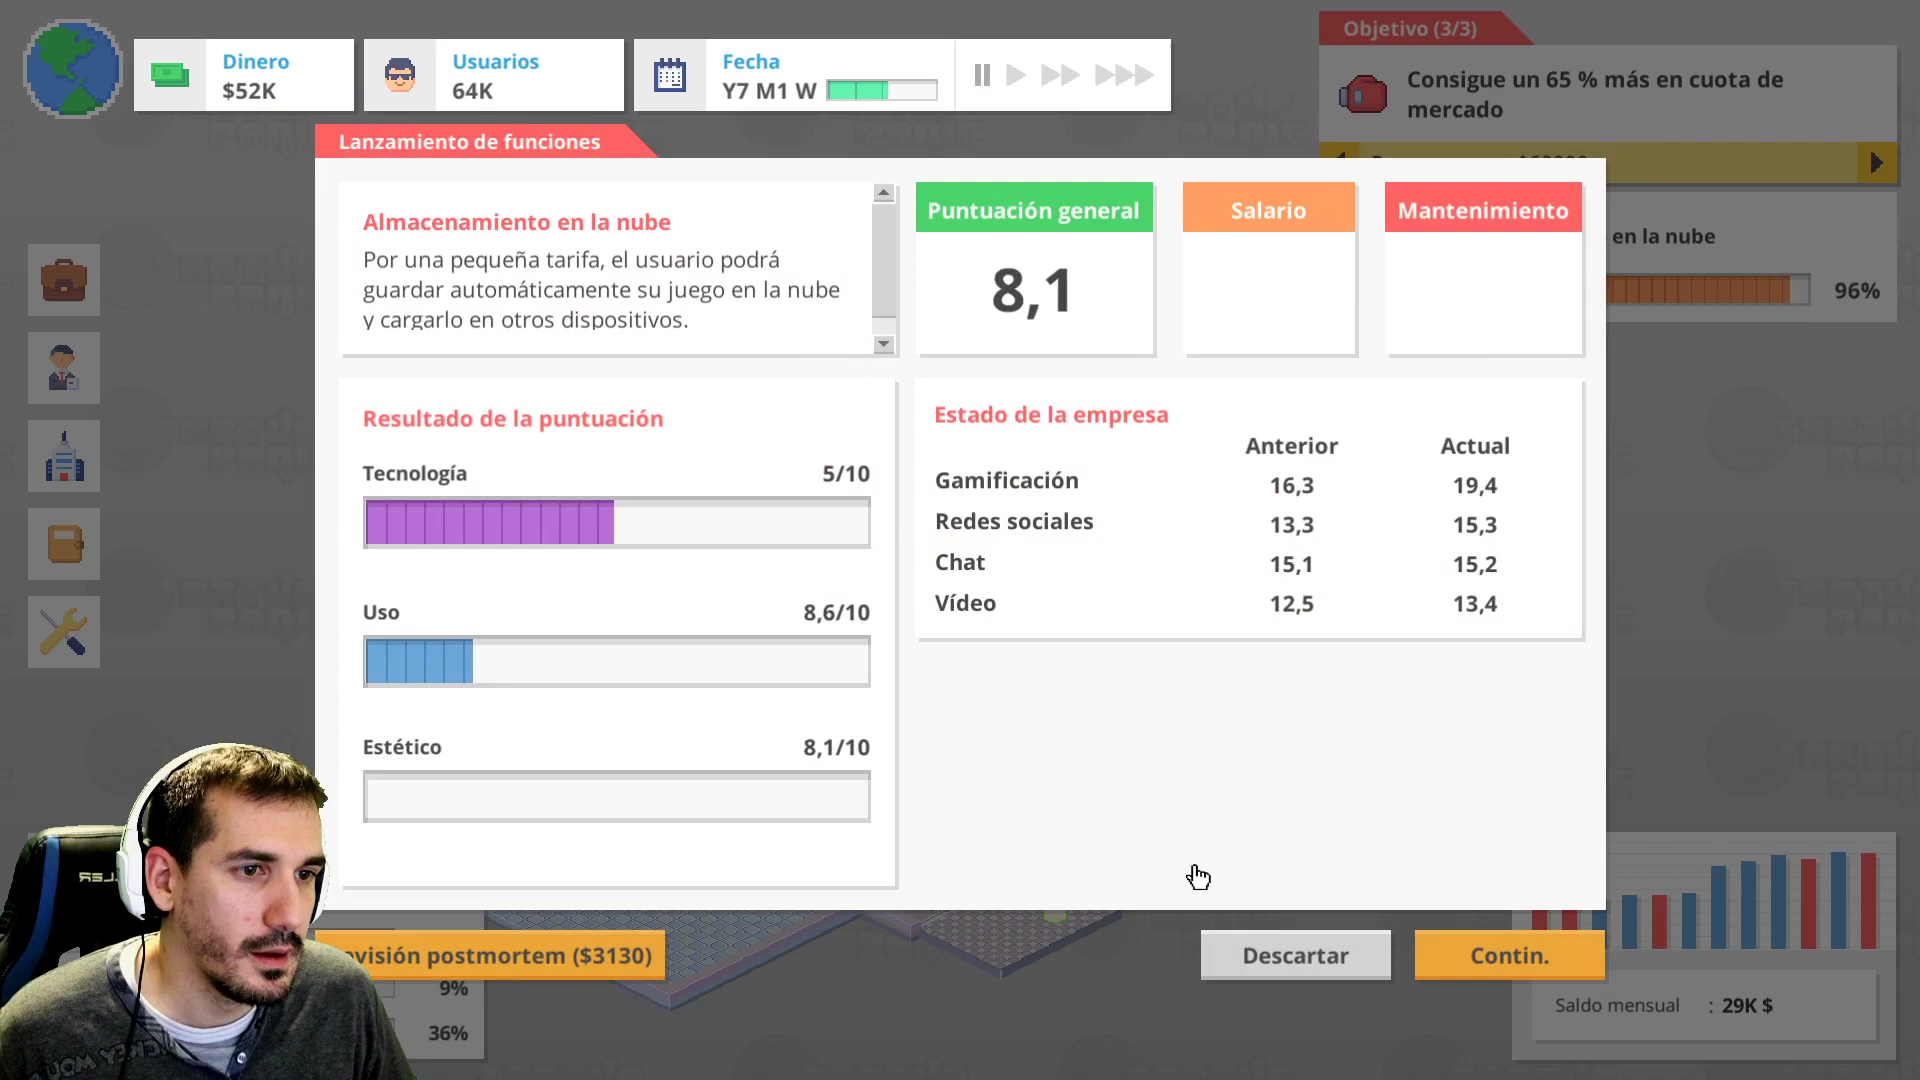 Dinero
$52K
Usuarios
64K
Fecha
Y7 M1 W
Objetivo (3/3)
Consigue un 65 % más en cuota de
mercado
Lanzamiento de funciones
Almacenamiento en la nube
Por una pequeña tarifa, el usuario podrá
guardar automáticamente su juego en la nube
y cargarlo en otros dispositivos.
Puntuación general
8,1
Salario
Mantenimiento
en la nube
96%
Resultado de la puntuación
Tecnología 5/10
Uso 8,6/10
Estético 8,1/10
Estado de la empresa
Anterior Actual
Gamificación 16,3 19,4
Redes sociales 13,3 15,3
Chat 15,1 15,2
Vídeo 12,5 13,4
visión postmortem ($3130)
Descartar
Contin.
9%
36%
Saldo mensual : 29K $